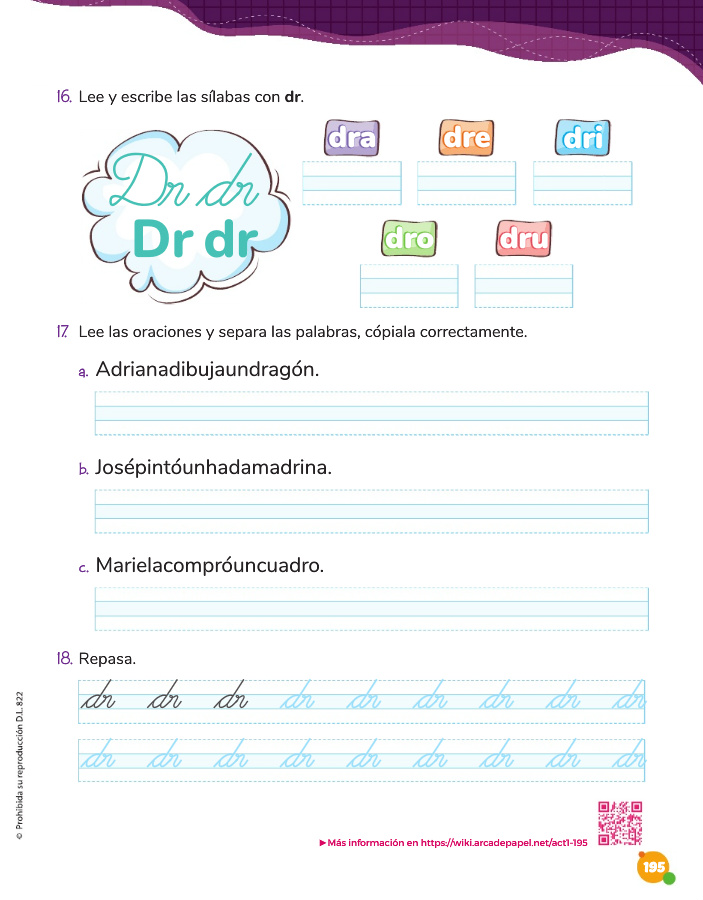 16. Lee y escribe las sílabas con dr.
Dr dr
Dr dr
dra
dre
dri
dro
dru
17. Lee las oraciones y separa las palabras, cópiala correctamente.
a. Adrianadibujaundragón.
b. Josépintóunhadamadrina.
c. Marielacompróuncuadro.
18. Repasa.
dr dr dr dr dr dr dr dr dr
dr dr dr dr dr dr dr dr dr
© Prohibida su reproducción D.L. 822
▶Más información en https://wiki.arcadepapel.net/act1-195
195